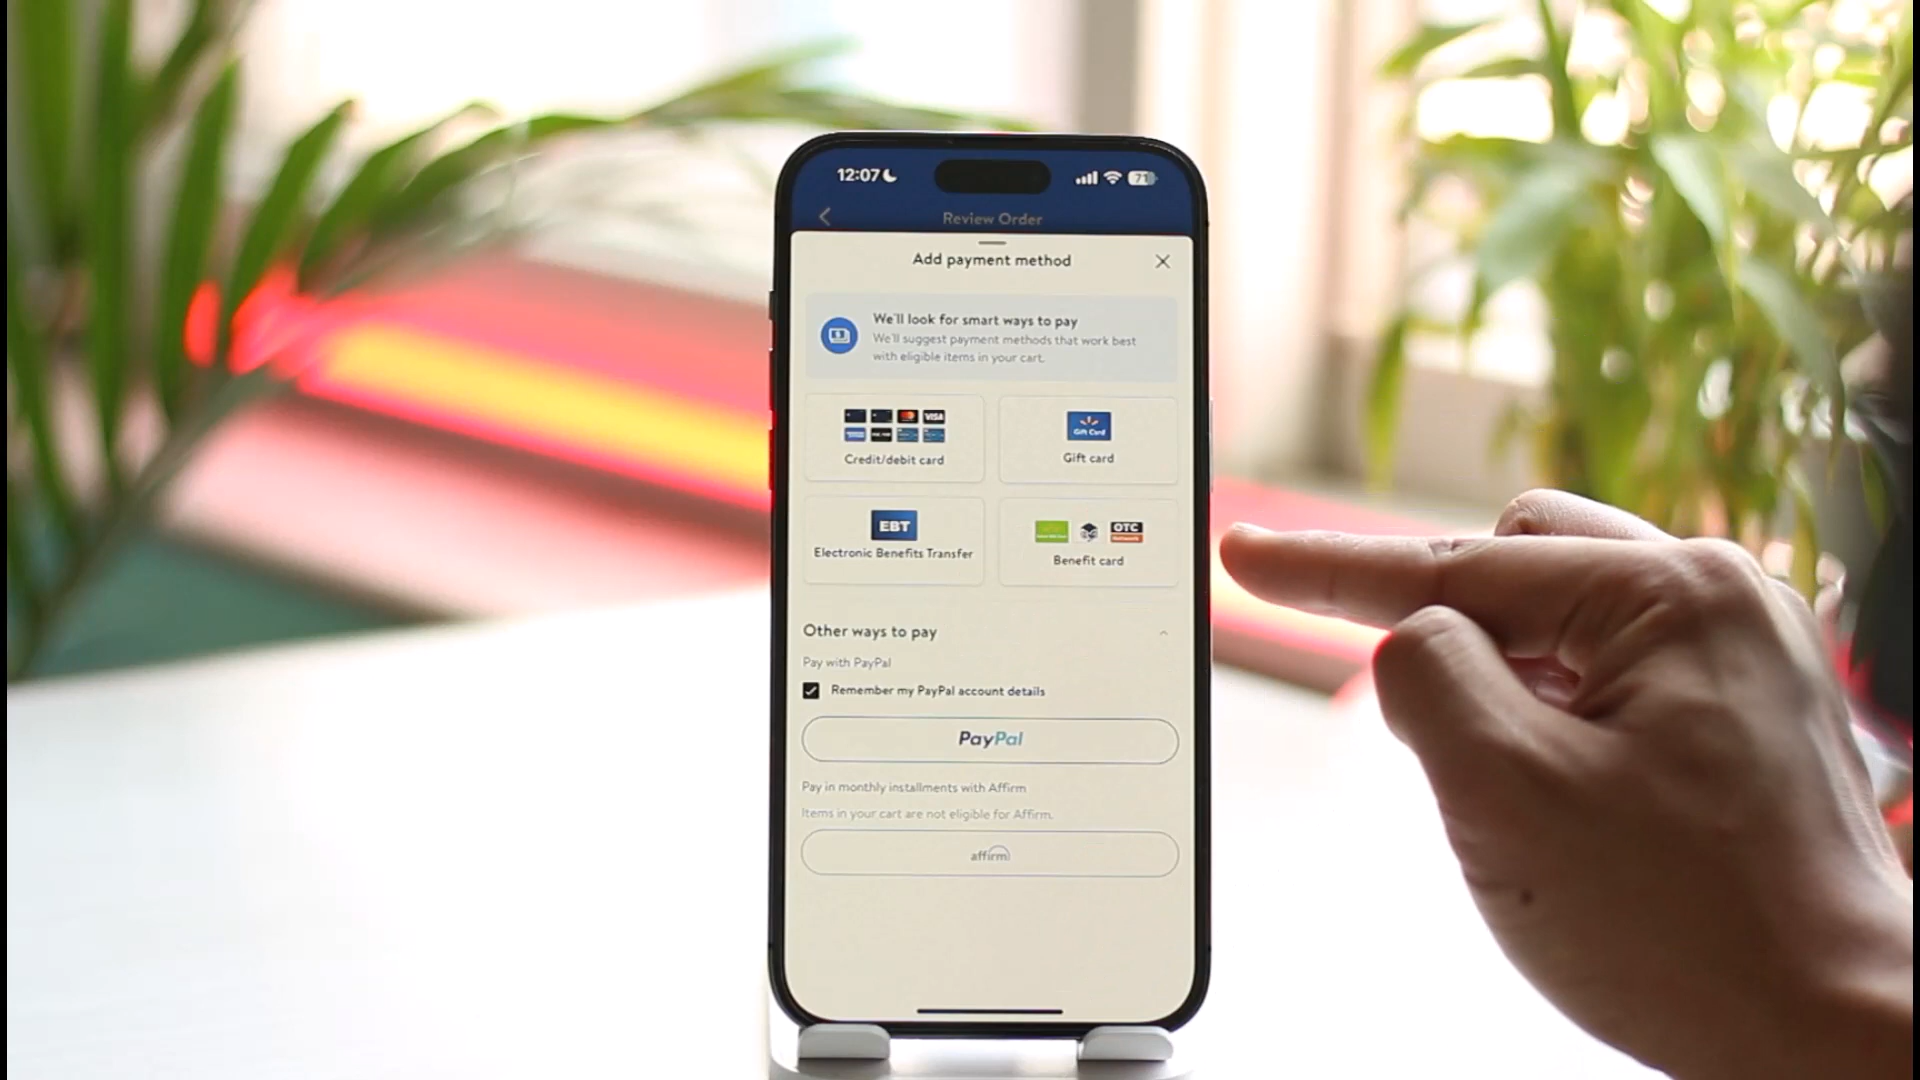 12:07
71
Review Order
Add payment method
We'll look for smart ways to pay
We'll suggest payment methods that work best
with eligible items in your cart.
VISA
Credit/debit card
Gift Card
Gift card
EBT
Electronic Benefits Transfer
OTC
Network
Benefit card
Other ways to pay
Pay with PayPal
Remember my PayPal account details
PayPal
Pay in monthly installments with Affirm
Items in your cart are not eligible for Affirm.
affirm